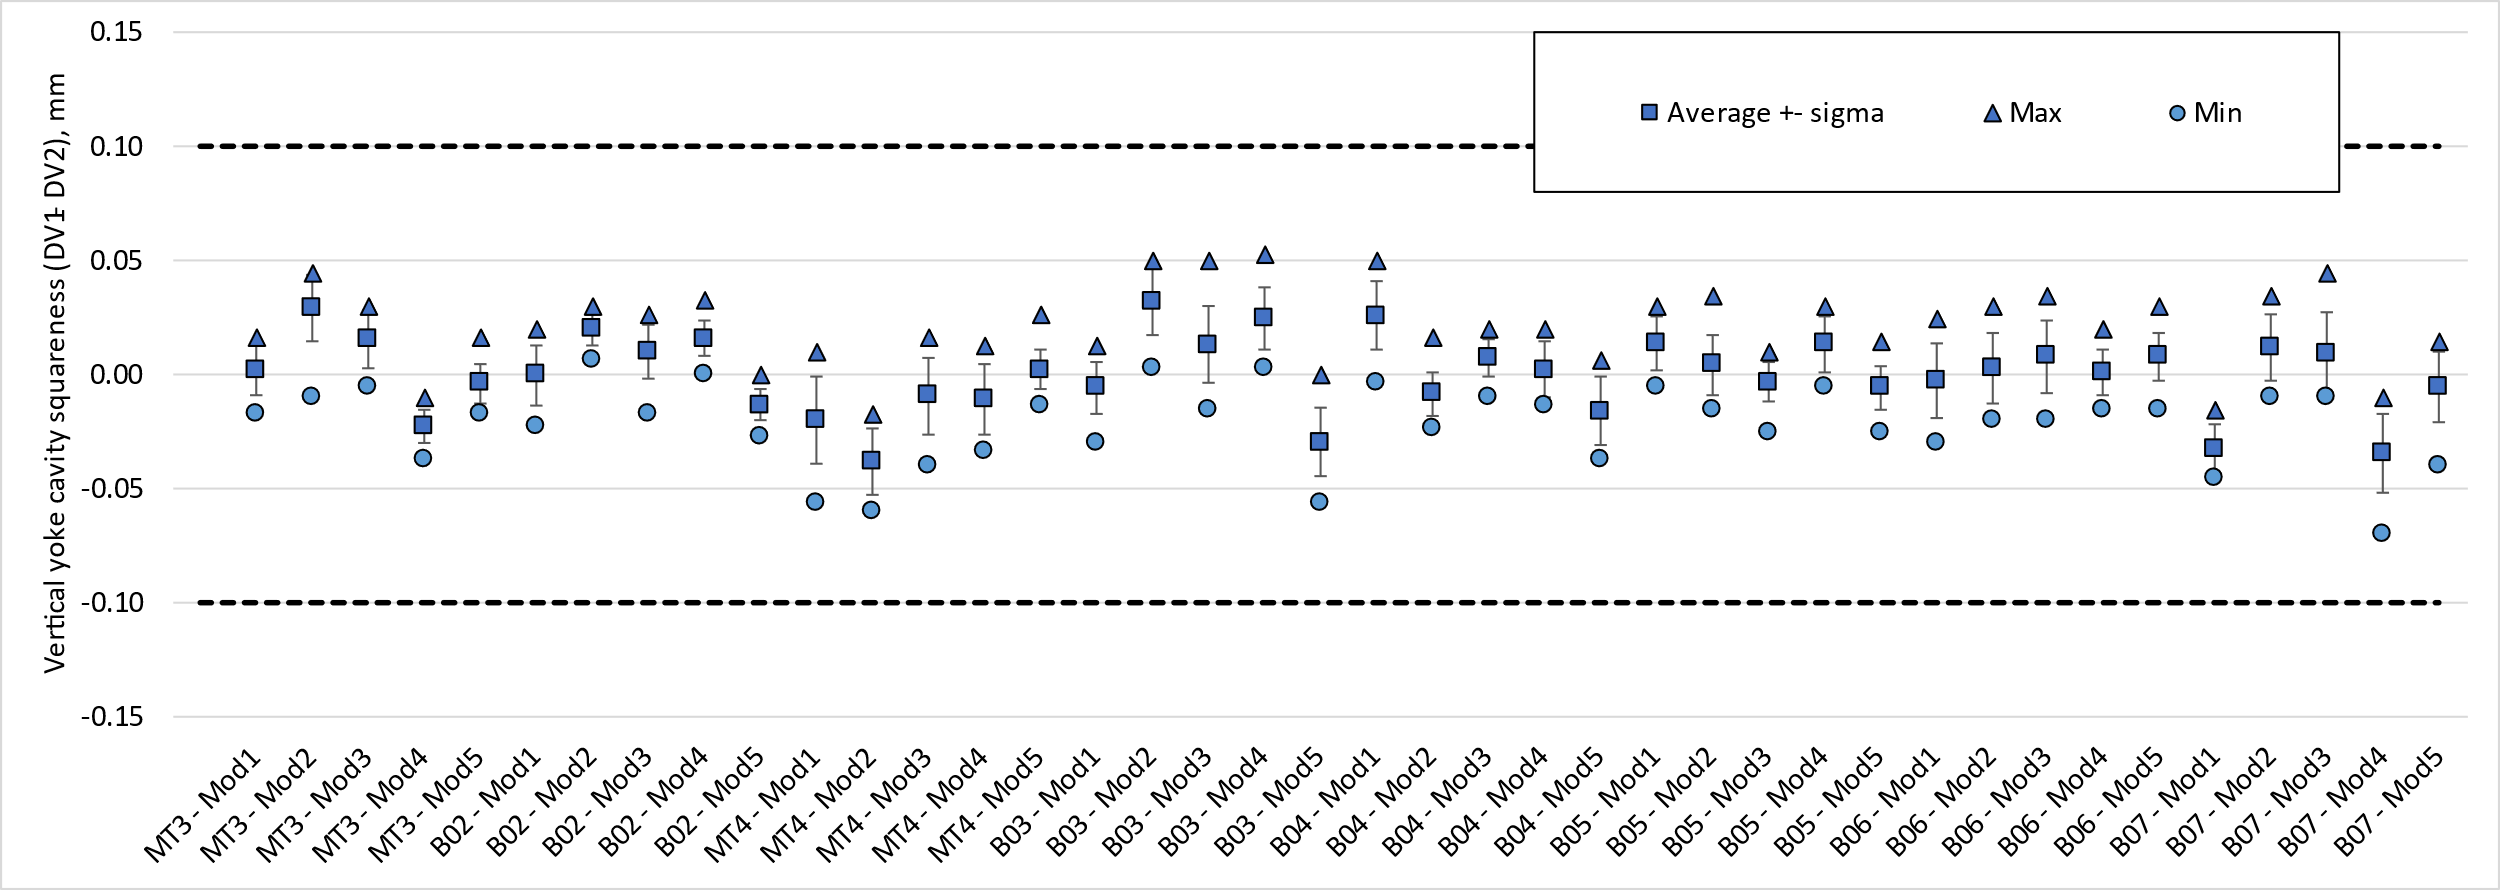 Vertical yoke cavity squareness (DV1- DV2), mm
0.15
0.10
0.05
0.00
-0.05
-0.10
-0.15
Average +- sigma
Max
Min
MT3 - Mod1
MT3 - Mod2
MT3 - Mod3
MT3 - Mod4
MT3 - Mod5
B02 - Mod1
B02 - Mod2
B02 - Mod3
B02 - Mod4
B02 - Mod5
MT4 - Mod1
MT4 - Mod2
MT4 - Mod3
MT4 - Mod4
MT4 - Mod5
B03 - Mod1
B03 - Mod2
B03 - Mod3
B03 - Mod4
B03 - Mod5
B04 - Mod1
B04 - Mod2
B04 - Mod3
B04 - Mod4
B04 - Mod5
B05 - Mod1
B05 - Mod2
B05 - Mod3
B05 - Mod4
B05 - Mod5
B06 - Mod1
B06 - Mod2
B06 - Mod3
B06 - Mod4
B06 - Mod5
B07 - Mod1
B07 - Mod2
B07 - Mod3
B07 - Mod4
B07 - Mod5